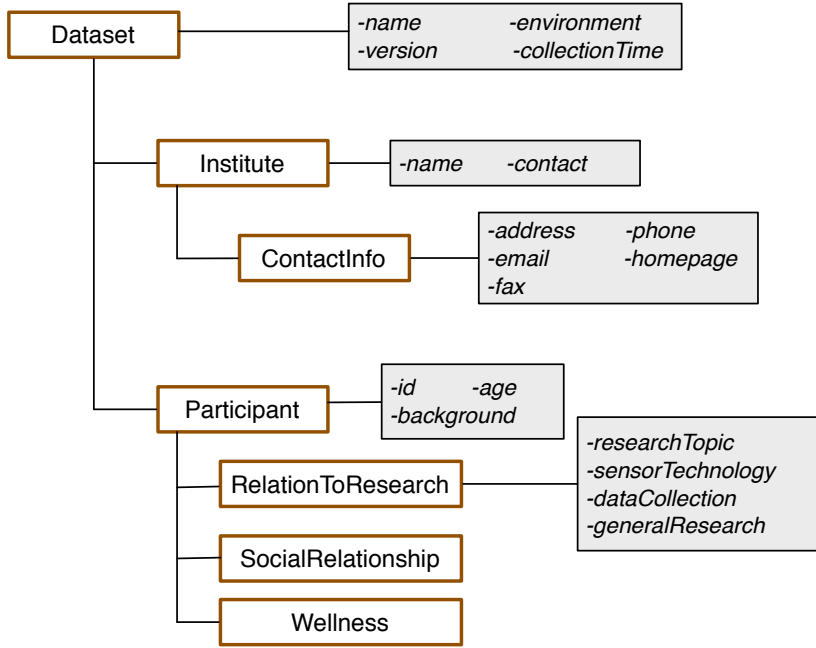 Dataset
-name -environment
-version -collectionTime
Institute
-name -contact
ContactInfo
-address -phone
-email -homepage
-fax
Participant
-id -age
-background
RelationToResearch
-researchTopic
-sensorTechnology
-dataCollection
-generalResearch
SocialRelationship
Wellness